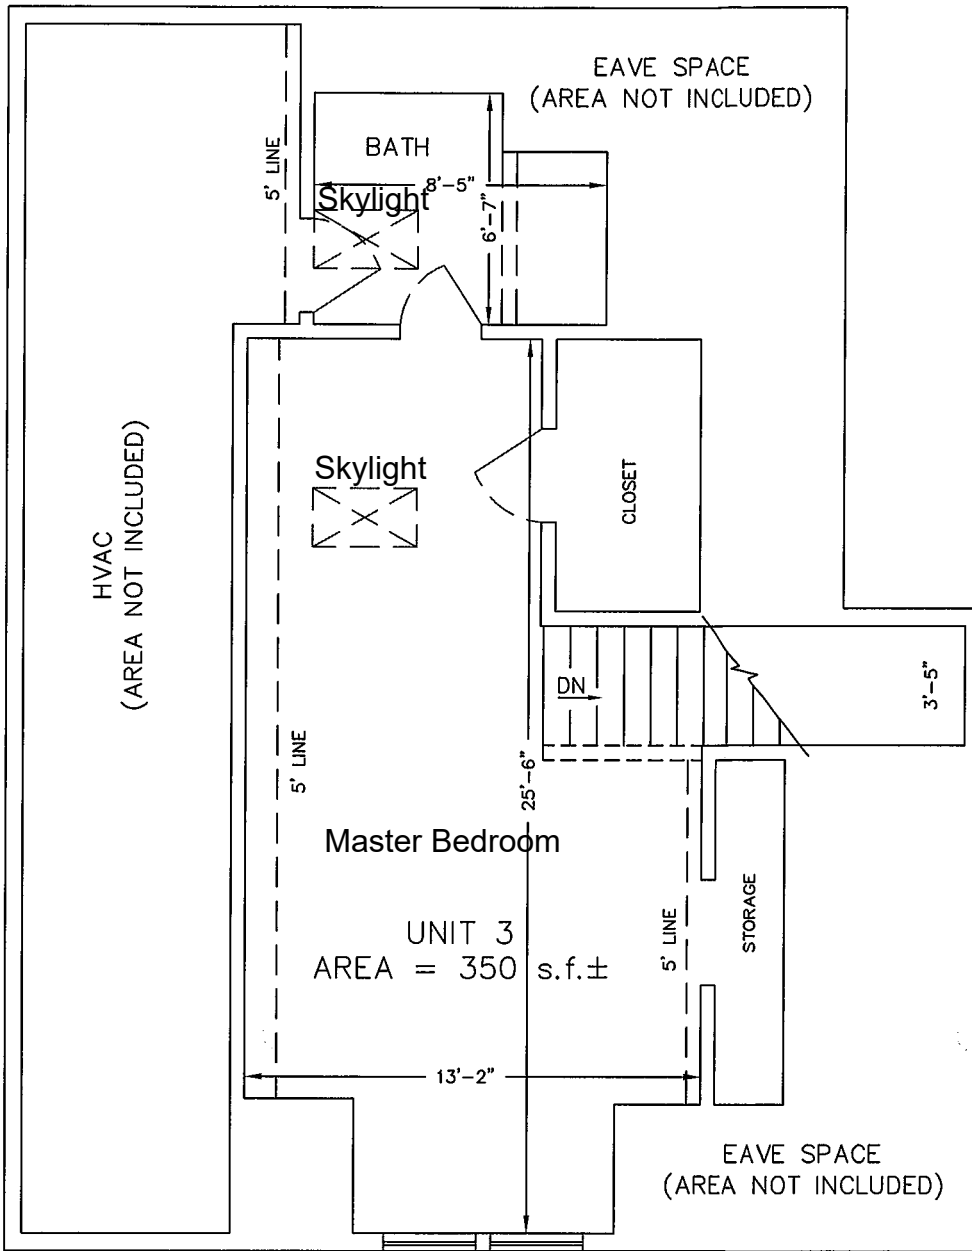 EAVE SPACE
(AREA NOT INCLUDED)
BATH
5' LINE
8'-5"
Skylight
6'-7"
HVAC
(AREA NOT INCLUDED)
Skylight
CLOSET
DN
3'-5"
5' LINE
25'-6"
Master Bedroom
STORAGE
UNIT 3
AREA = 350 s.f.±
5' LINE
13'-2"
EAVE SPACE
(AREA NOT INCLUDED)